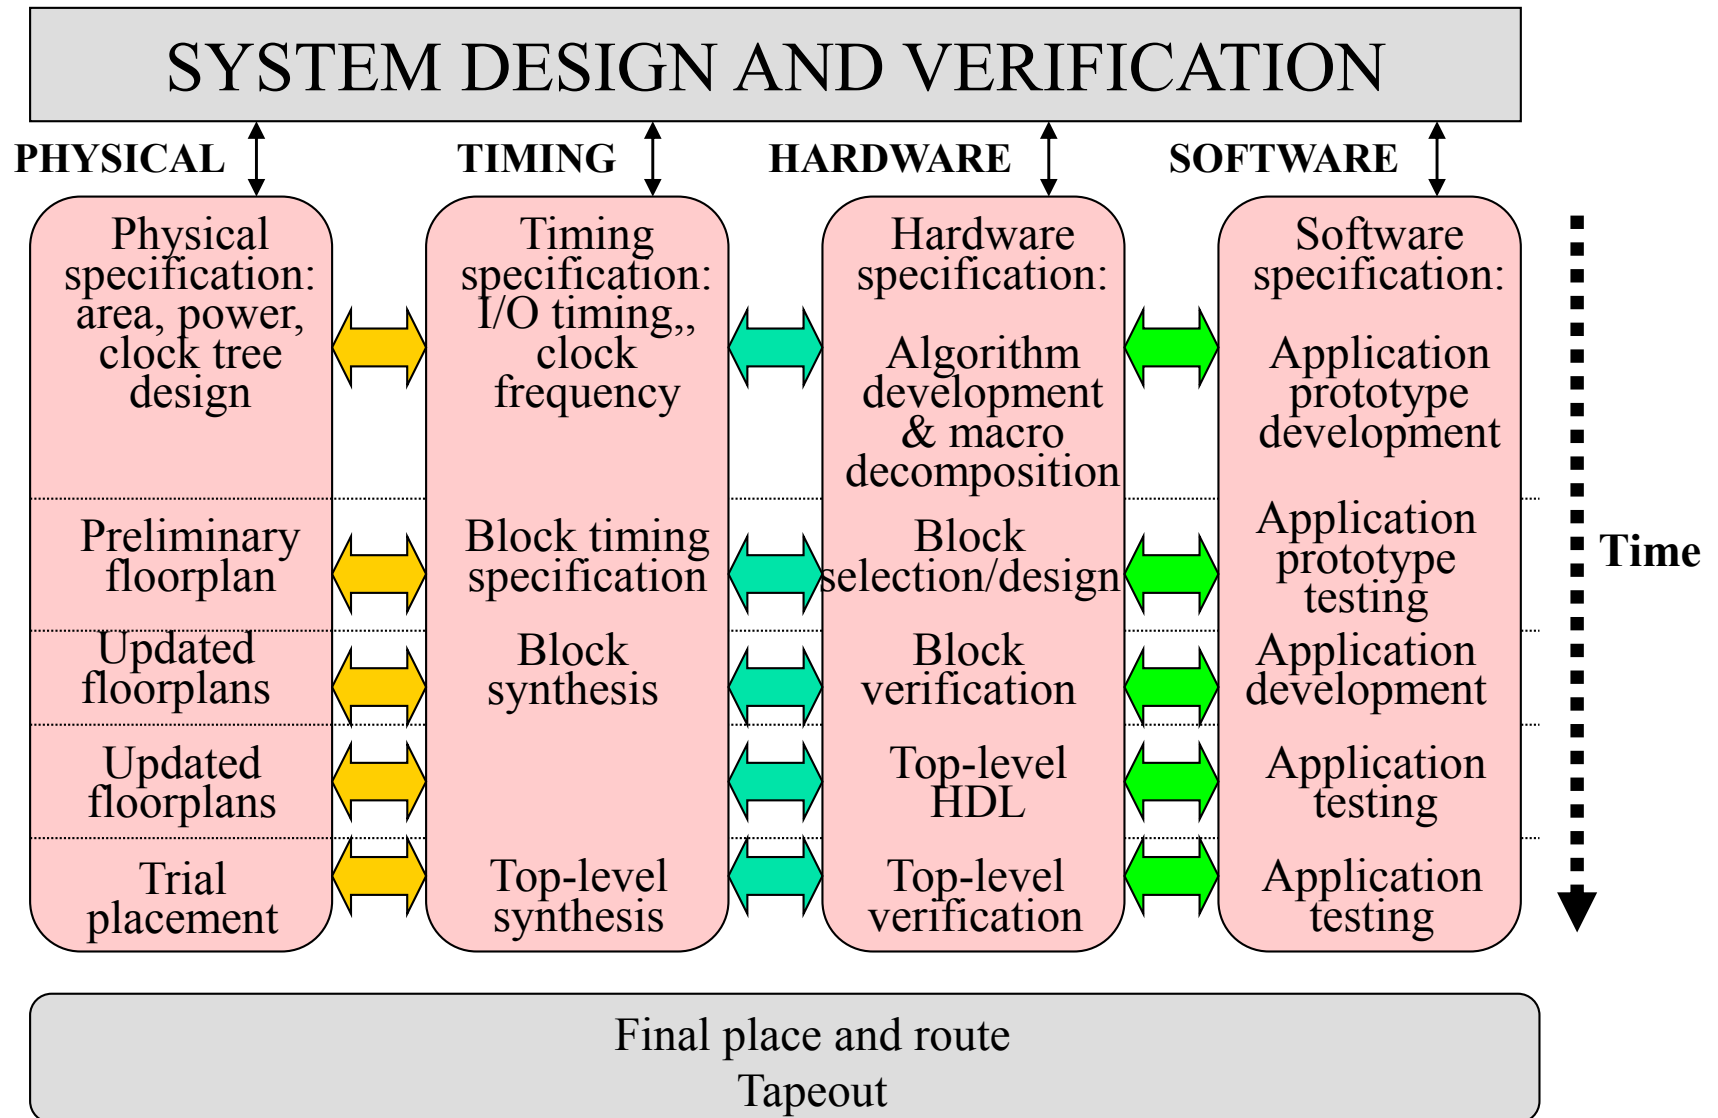 SYSTEM DESIGN AND VERIFICATION
PHYSICAL
TIMING
HARDWARE
SOFTWARE
Physical
specification:
area, power,
clock tree
design
Timing
specification:
I/O timing,,
clock
frequency
Hardware
specification:
Algorithm
development
& macro
decomposition
Software
specification:
Application
prototype
development
Preliminary
floorplan
Block timing
specification
Block
selection/design
Application
prototype
testing
Time
Updated
floorplans
Block
synthesis
Block
verification
Application
development
Updated
floorplans
Top-level
HDL
Application
testing
Trial
placement
Top-level
synthesis
Top-level
verification
Application
testing
Final place and route
Tapeout